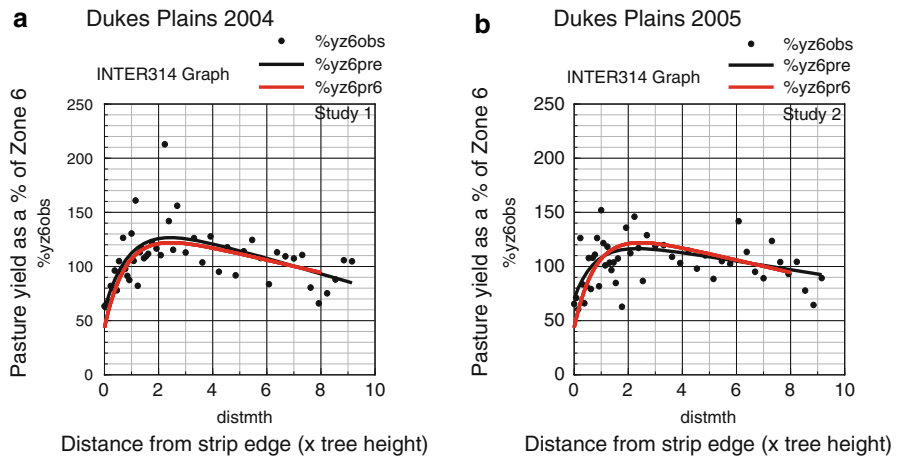 a
Dukes Plains 2004
%yz6obs
%yz6pre
%yz6pr6
INTER314 Graph
Study 1
Pasture yield as a % of Zone 6
%yz6obs
250
200
150
100
50
0
0 2 4 6 8 10
distmth
Distance from strip edge (x tree height)
b
Dukes Plains 2005
%yz6obs
%yz6pre
%yz6pr6
INTER314 Graph
Study 2
Pasture yield as a % of Zone 6
%yz6obs
250
200
150
100
50
0
0 2 4 6 8 10
distmth
Distance from strip edge (x tree height)